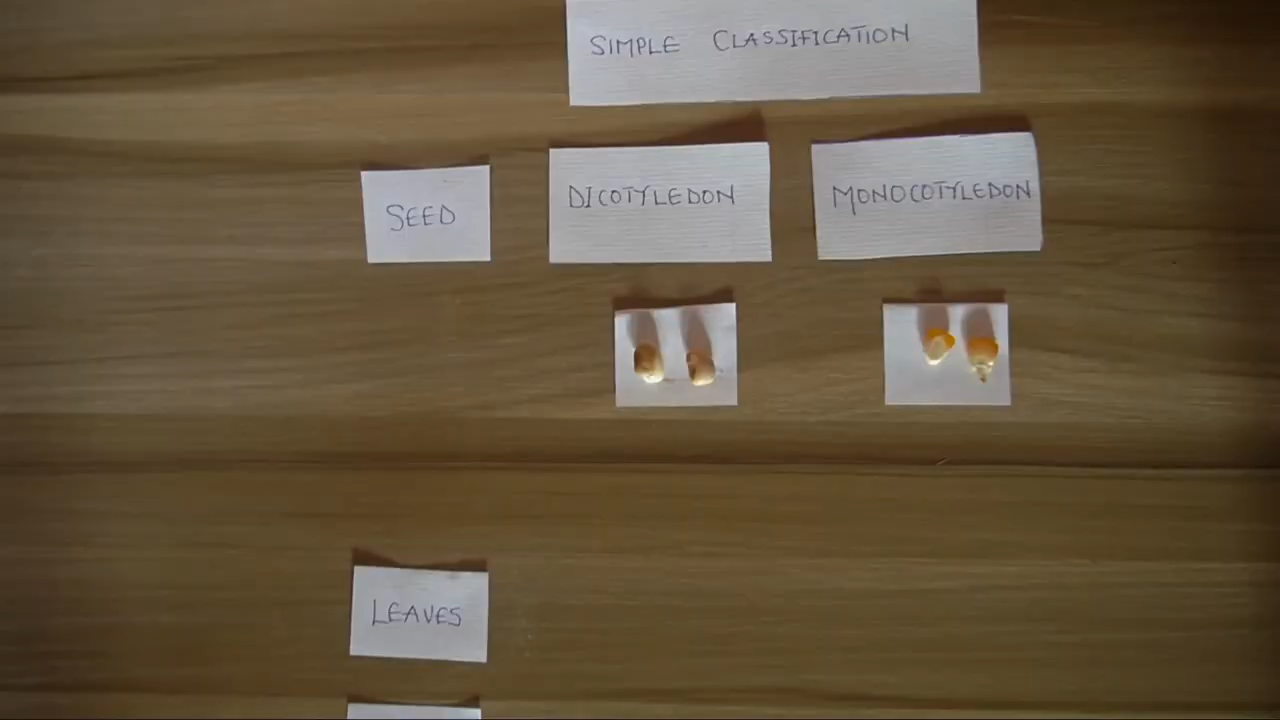 SIMPLE CLASSIFICATION
SEED
DICOTYLEDON
MONOCOTYLEDON
LEAVES